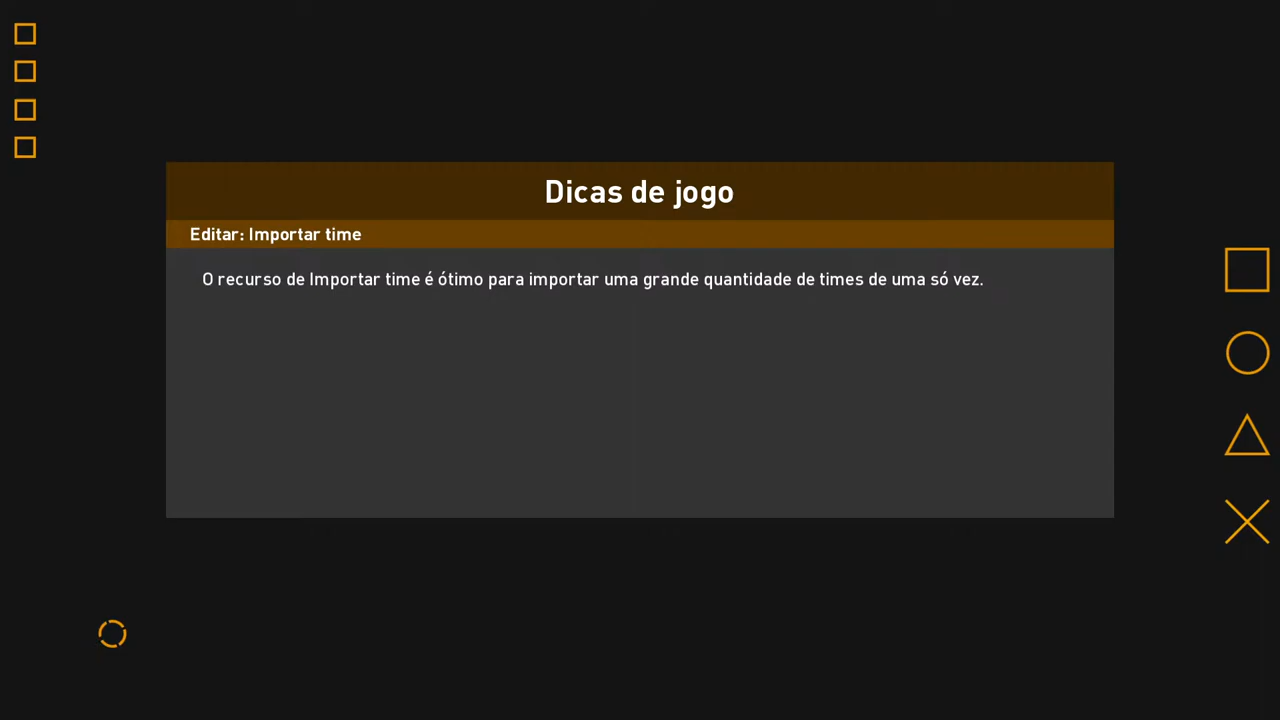 Dicas de jogo
Editar: Importar time
O recurso de Importar time é ótimo para importar uma grande quantidade de times de uma só vez.